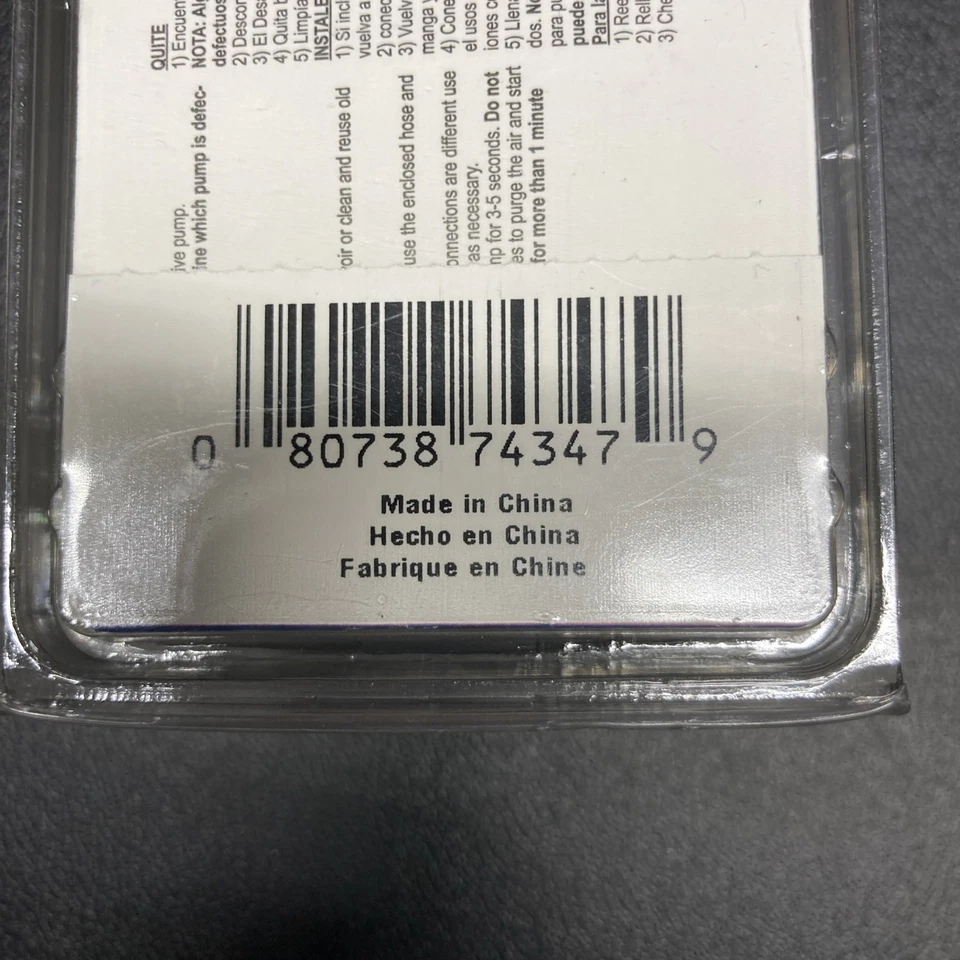 QUITE
1) Encuen
NOTA: Al
defectuos
2) Descon
3) El Desa
4) Quita b
5) Limpia
INSTALE
1) Si incl
vuelva a
2) conec
3) Vuelv
manga y
4) Cone
el usos
iones c
5) Llena
dos. No
para pu
puede
Para la
1) Ree
2) Rell
3) Che
ive pump.
ine which pump is defec-
oir or clean and reuse old
use the enclosed hose and
onnections are different use
as necessary.
np for 3-5 seconds. Do not
es to purge the air and start
for more than 1 minute
0 80738 74347 9
Made in China
Hecho en China
Fabrique en Chine